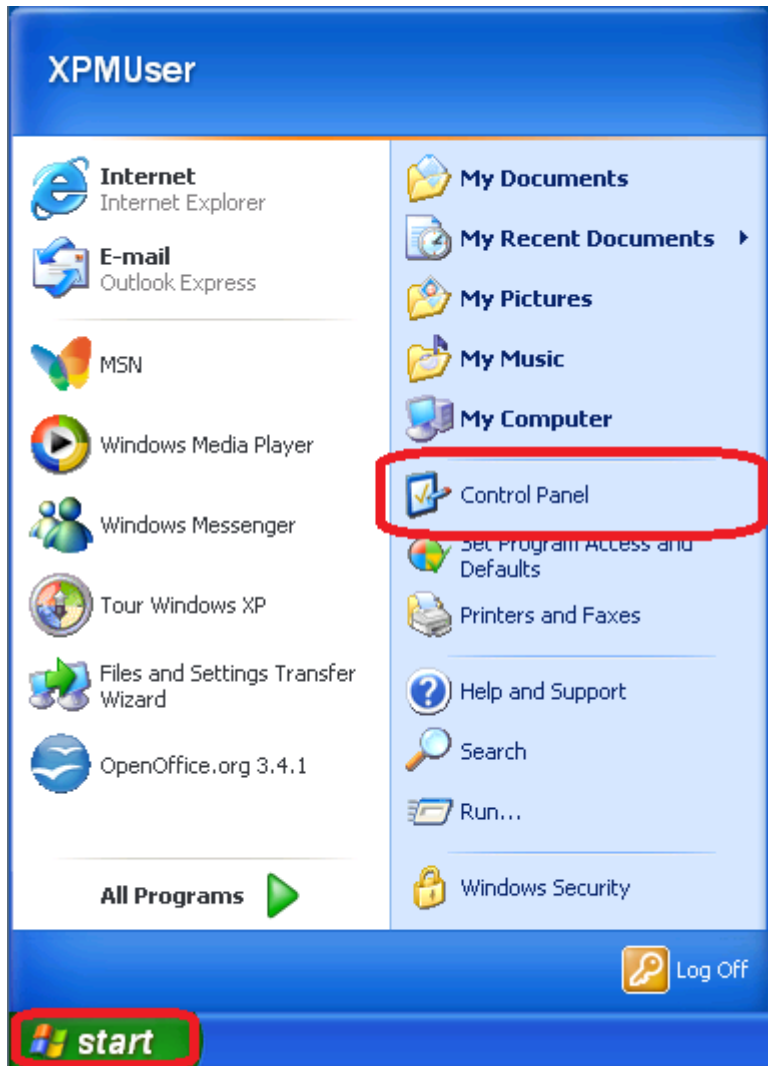 XPMUser
Internet
Internet Explorer
E-mail
Outlook Express
MSN
Windows Media Player
Windows Messenger
Tour Windows XP
Files and Settings Transfer
Wizard
OpenOffice.org 3.4.1
All Programs
My Documents
My Recent Documents
My Pictures
My Music
My Computer
Control Panel
Set Program Access and
Defaults
Printers and Faxes
Help and Support
Search
Run...
Windows Security
Log Off
start